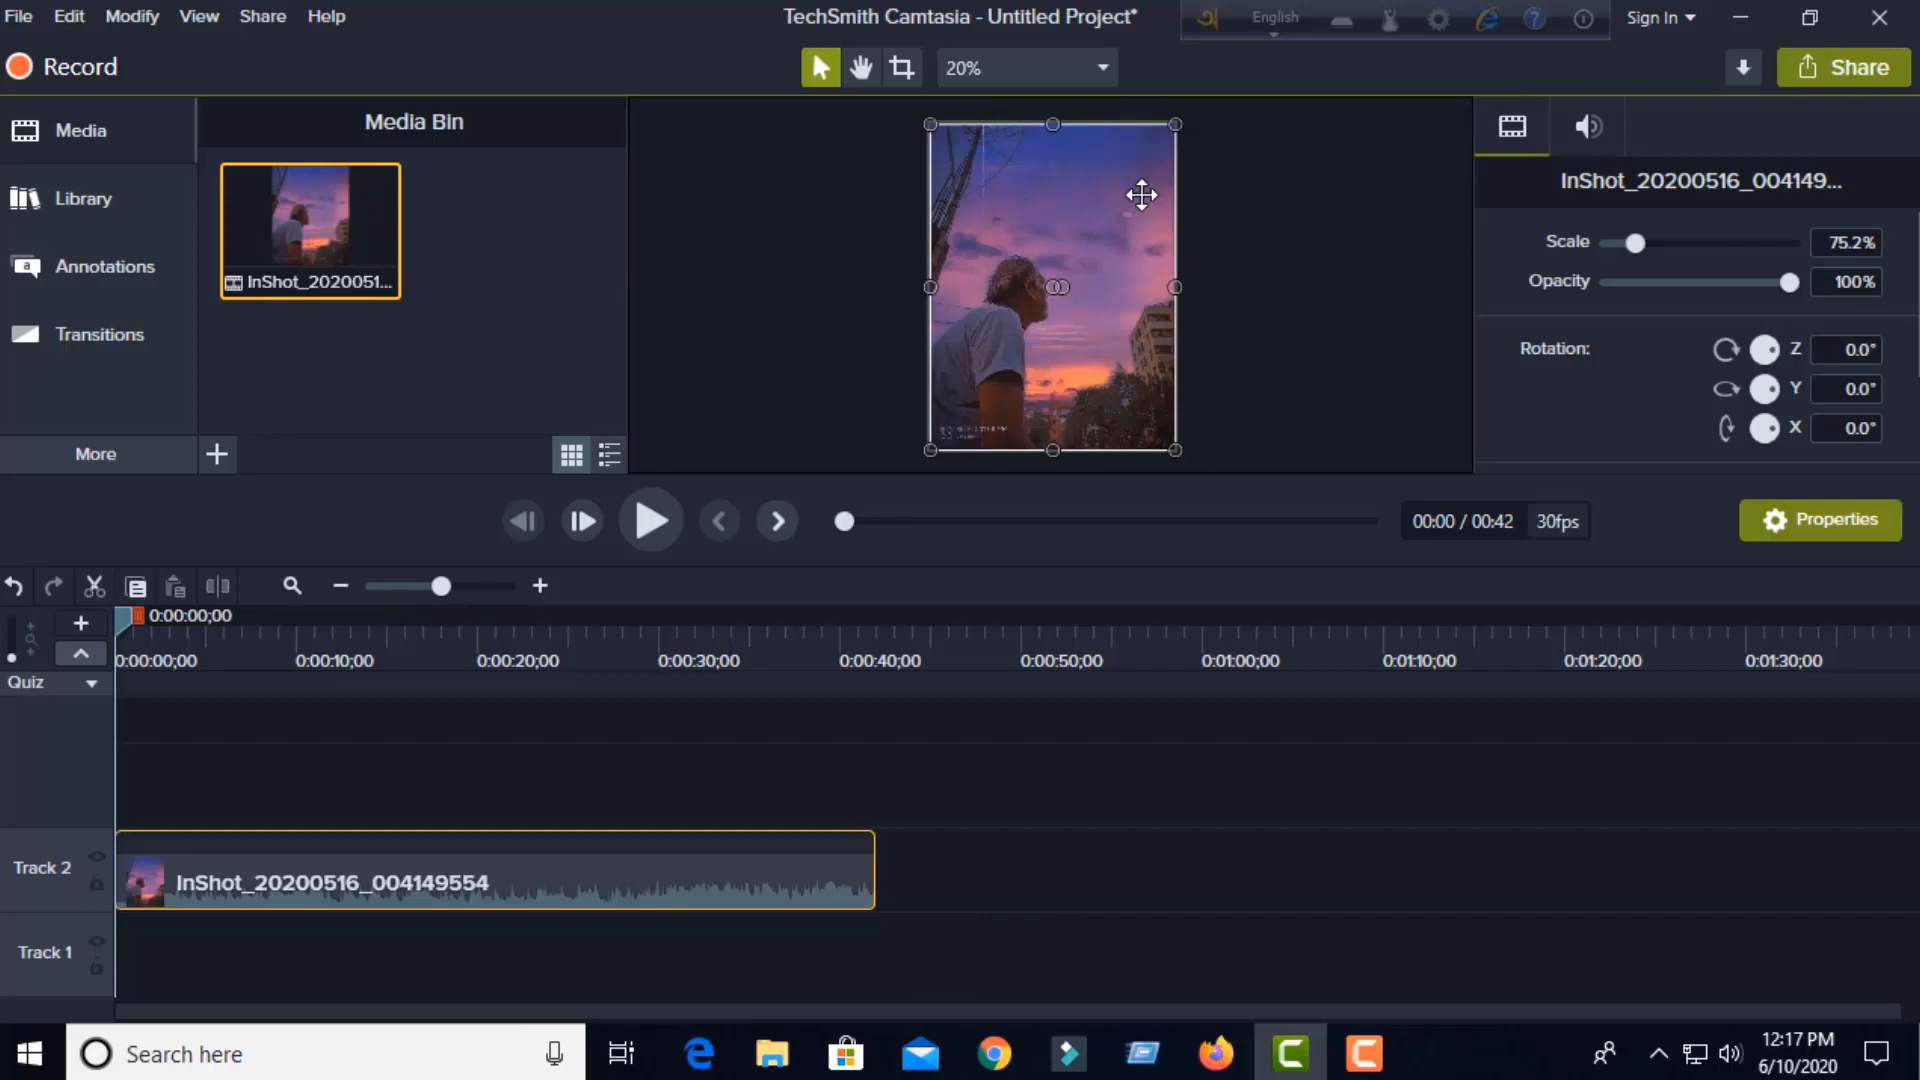 File Edit Modify View Share Help
TechSmith Camtasia - Untitled Project*
English
Sign In
Record
20%
Share
Media
Library
Annotations
Transitions
More
Media Bin
InShot_2020051...
InShot_20200516_004149...
Scale 75.2%
Opacity 100%
Rotation: Z 0.0°
Y 0.0°
X 0.0°
00:00 / 00:42 30fps
Properties
0:00:00;00
0:00:00;00 0:00:10;00 0:00:20;00 0:00:30;00 0:00:40;00 0:00:50;00 0:01:00;00 0:01:10;00 0:01:20;00 0:01:30;00
Quiz
Track 2
InShot_20200516_004149554
Track 1
Search here
12:17 PM
6/10/2020